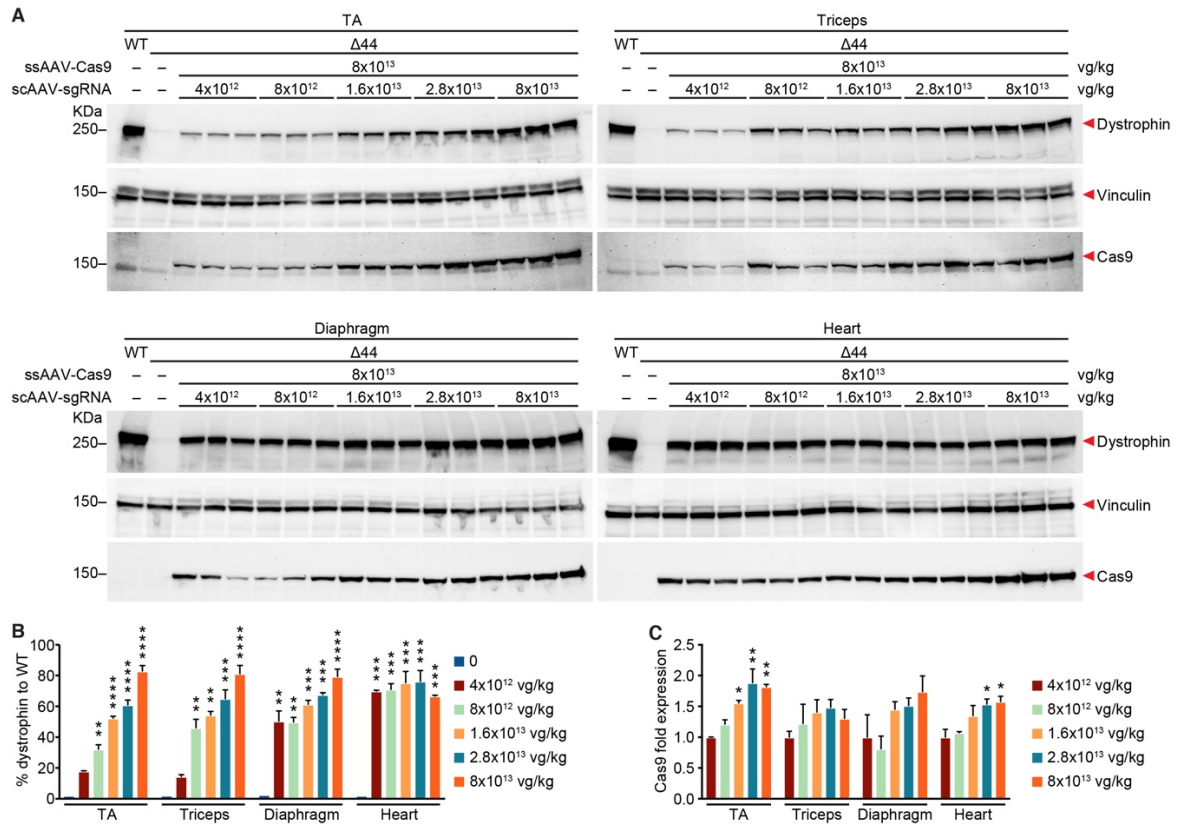 A
TA Triceps
WT Δ44 WT Δ44
ssAAV-Cas9 – – 8x10¹³ – – 8x10¹³ vg/kg
scAAV-sgRNA – – 4x10¹² 8x10¹² 1.6x10¹³ 2.8x10¹³ 8x10¹³ – – 4x10¹² 8x10¹² 1.6x10¹³ 2.8x10¹³ 8x10¹³ vg/kg
KDa
250– Dystrophin
150– Vinculin
150– Cas9
Diaphragm Heart
WT Δ44 WT Δ44
ssAAV-Cas9 – – 8x10¹³ – – 8x10¹³ vg/kg
scAAV-sgRNA – – 4x10¹² 8x10¹² 1.6x10¹³ 2.8x10¹³ 8x10¹³ – – 4x10¹² 8x10¹² 1.6x10¹³ 2.8x10¹³ 8x10¹³ vg/kg
KDa
250– Dystrophin
150– Vinculin
150– Cas9
B
% dystrophin to WT
100
80
60
40
20
0
** **** **** ****
** ** *** ****
** ** *** *** ****
*** *** *** *** ***
TA Triceps Diaphragm Heart
0
4x10¹² vg/kg
8x10¹² vg/kg
1.6x10¹³ vg/kg
2.8x10¹³ vg/kg
8x10¹³ vg/kg
C
Cas9 fold expression
2.5
2.0
1.5
1.0
0.5
0.0
* ** **
* *
TA Triceps Diaphragm Heart
4x10¹² vg/kg
8x10¹² vg/kg
1.6x10¹³ vg/kg
2.8x10¹³ vg/kg
8x10¹³ vg/kg